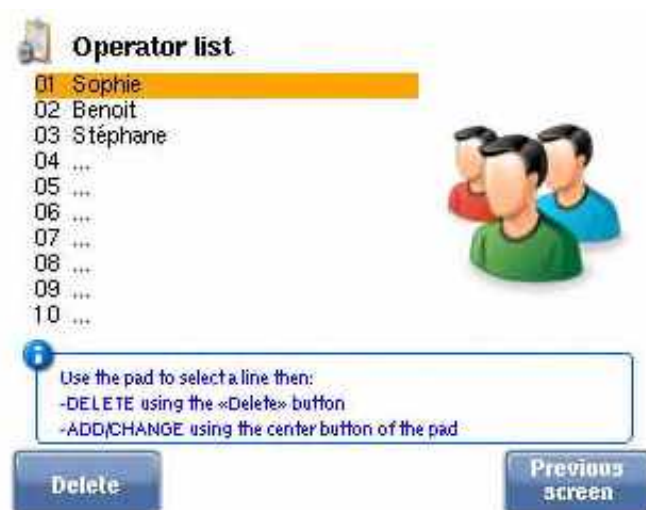 Operator list
01 Sophie
02 Benoit
03 Stéphane
04 ...
05 ...
06 ...
07 ...
08 ...
09 ...
10 ...
Use the pad to select a line then:
-DELETE using the «Delete» button
-ADD/CHANGE using the center button of the pad
Delete
Previous
screen